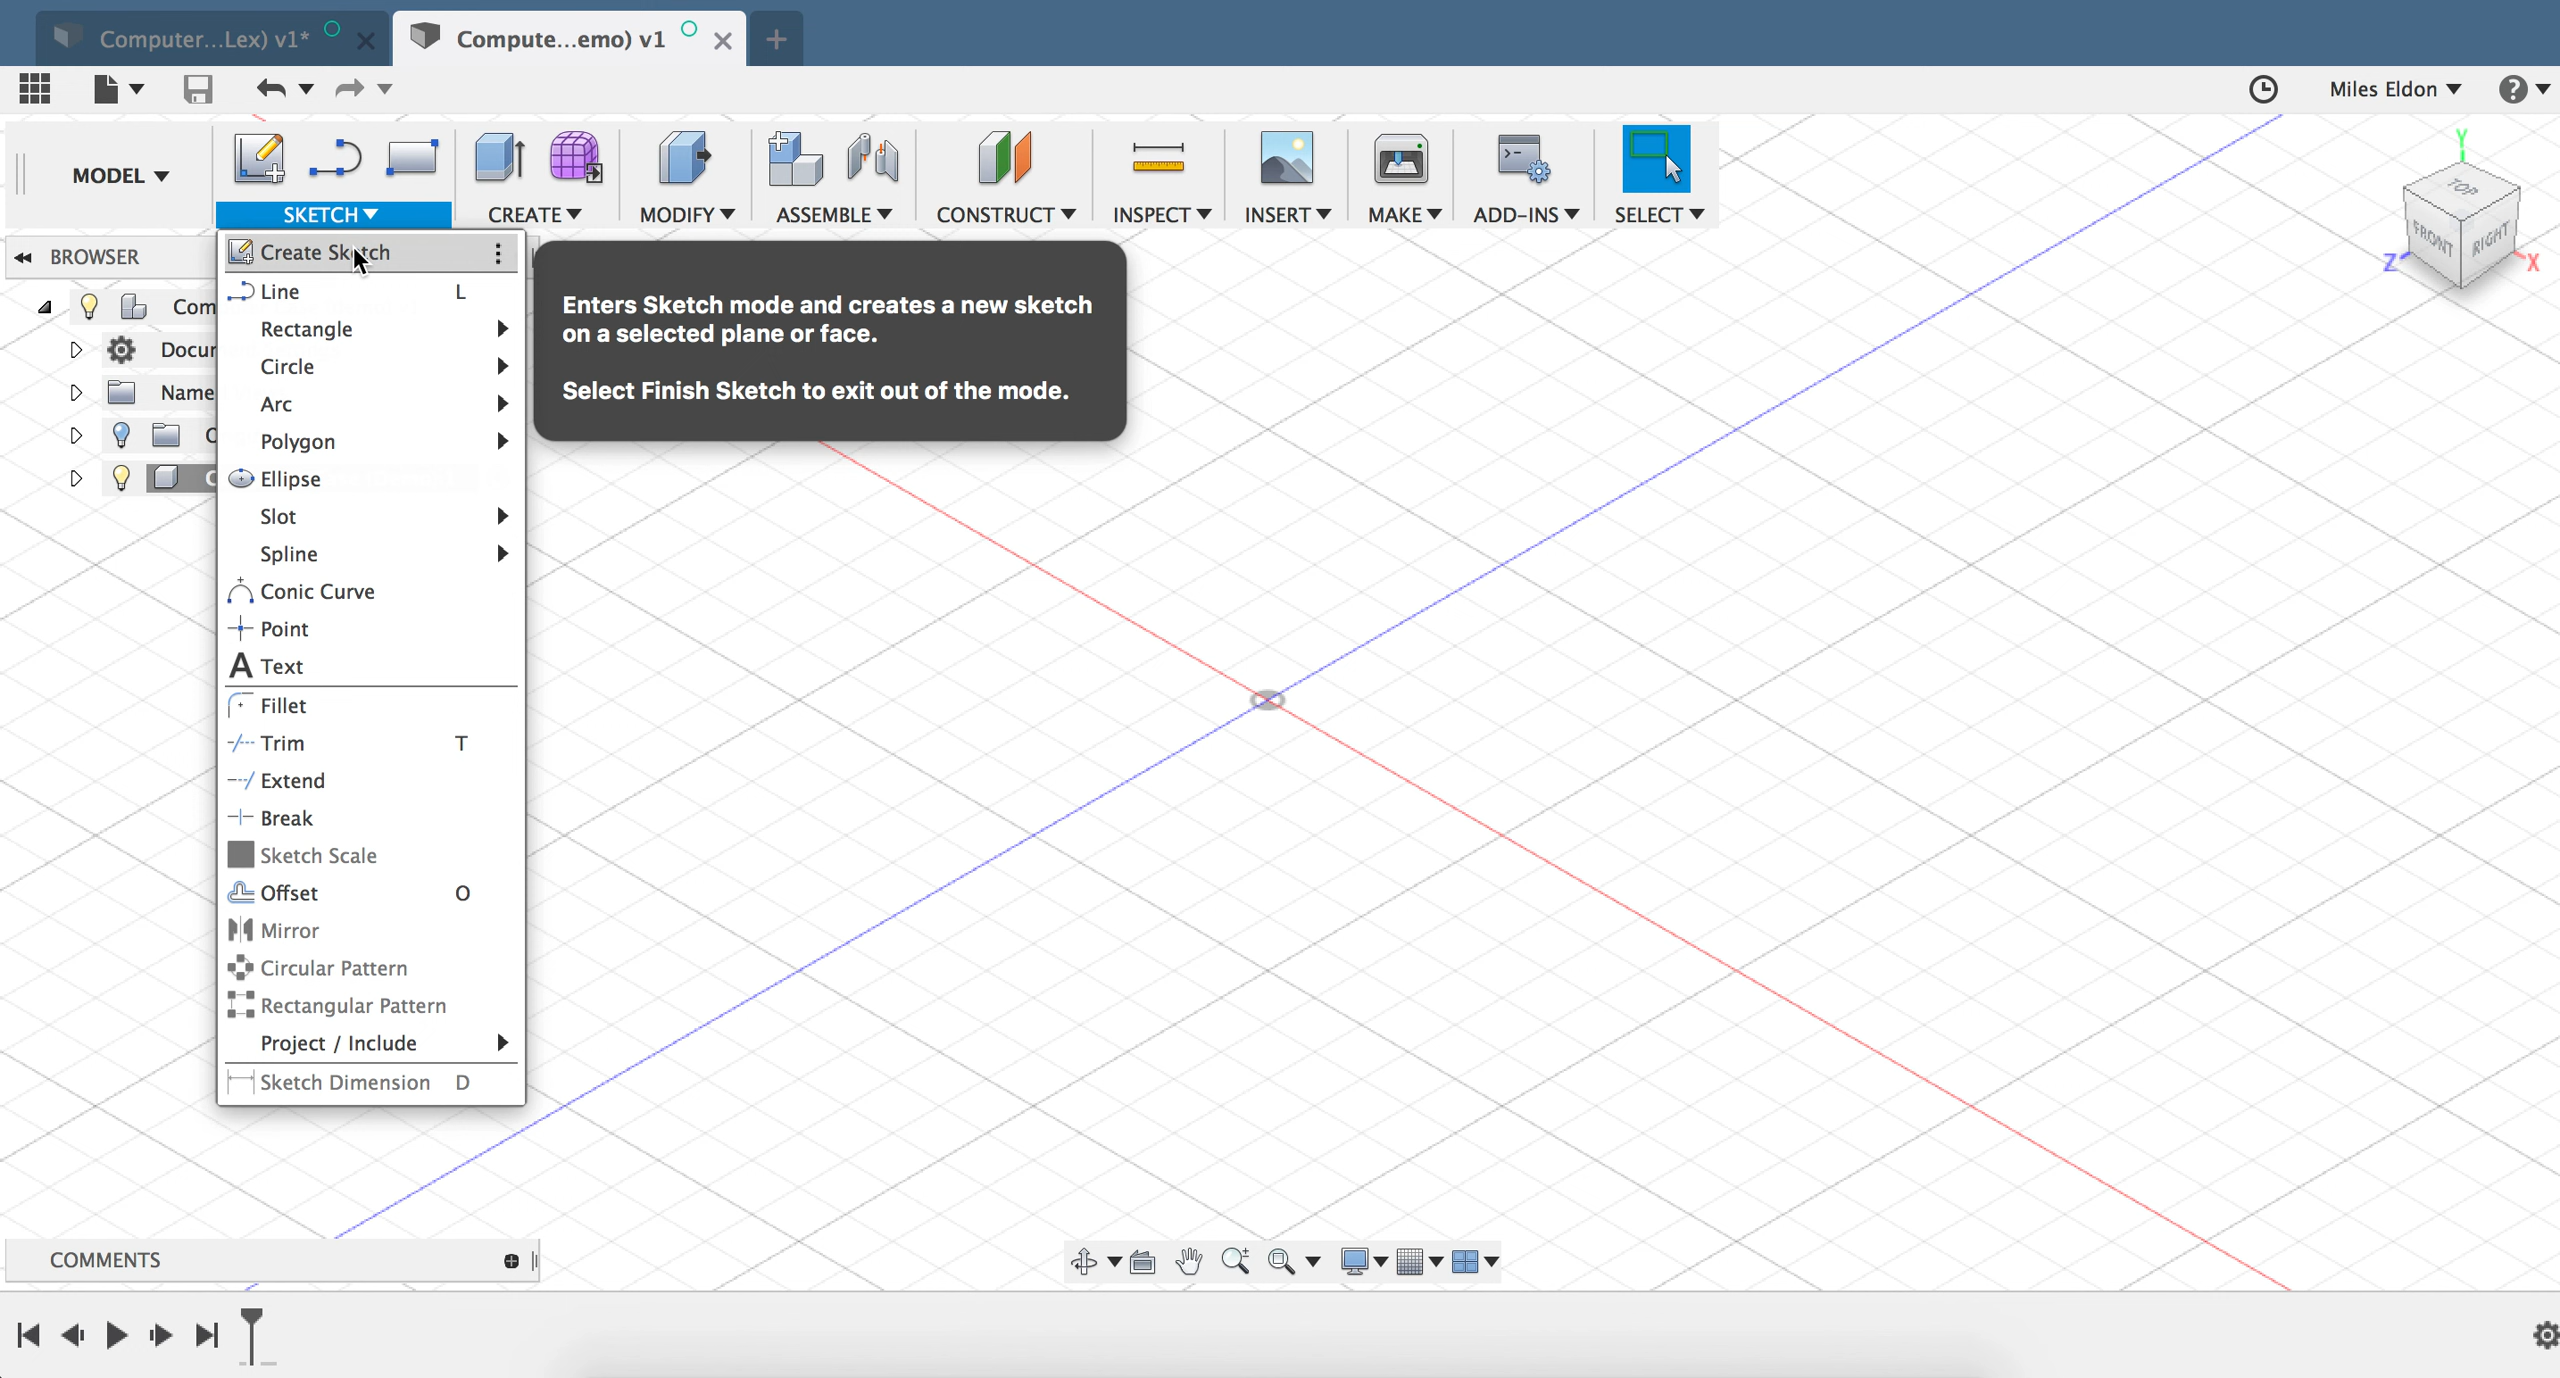 Computer...Lex) v1*
Compute...emo) v1
Miles Eldon
MODEL
SKETCH
CREATE
MODIFY
ASSEMBLE
CONSTRUCT
INSPECT
INSERT
MAKE
ADD-INS
SELECT
Y
TOP
FRONT
RIGHT
Z
X
BROWSER
Com
Docur
Name
Create Sketch
Line L
Rectangle
Circle
Arc
Polygon
Ellipse
Slot
Spline
Conic Curve
Point
A Text
Fillet
Trim T
Extend
Break
Sketch Scale
Offset O
Mirror
Circular Pattern
Rectangular Pattern
Project / Include
Sketch Dimension D
Enters Sketch mode and creates a new sketch
on a selected plane or face.
Select Finish Sketch to exit out of the mode.
COMMENTS